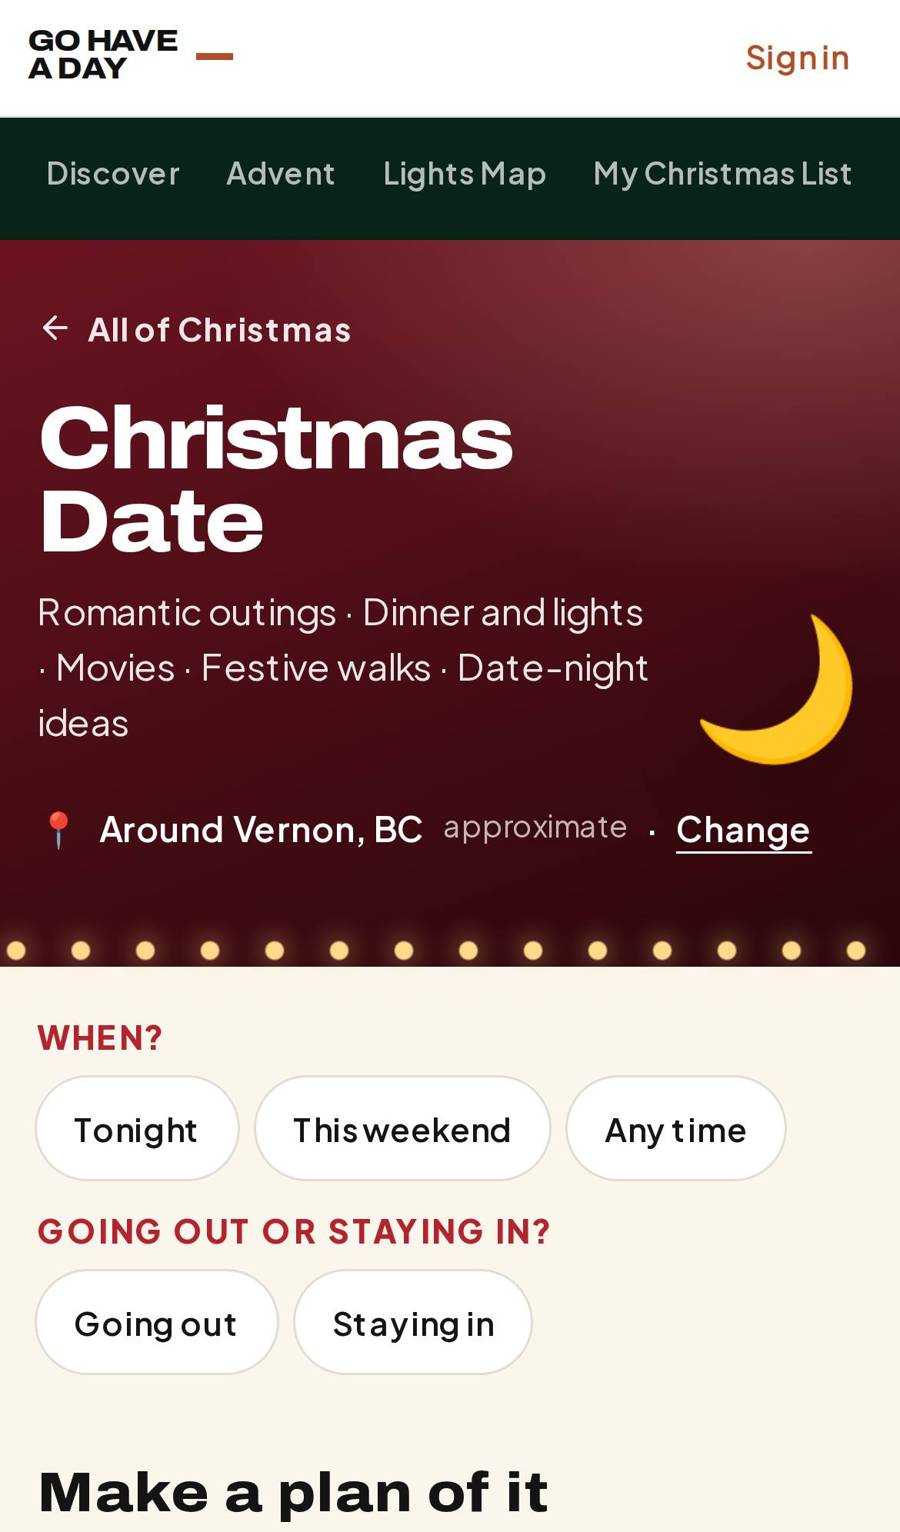 GO HAVE
A DAY
Sign in
Discover Advent Lights Map My Christmas List
← All of Christmas
Christmas
Date
Romantic outings · Dinner and lights
· Movies · Festive walks · Date-night
ideas
Around Vernon, BC approximate · Change
WHEN?
Tonight This weekend Any time
GOING OUT OR STAYING IN?
Going out Staying in
Make a plan of it